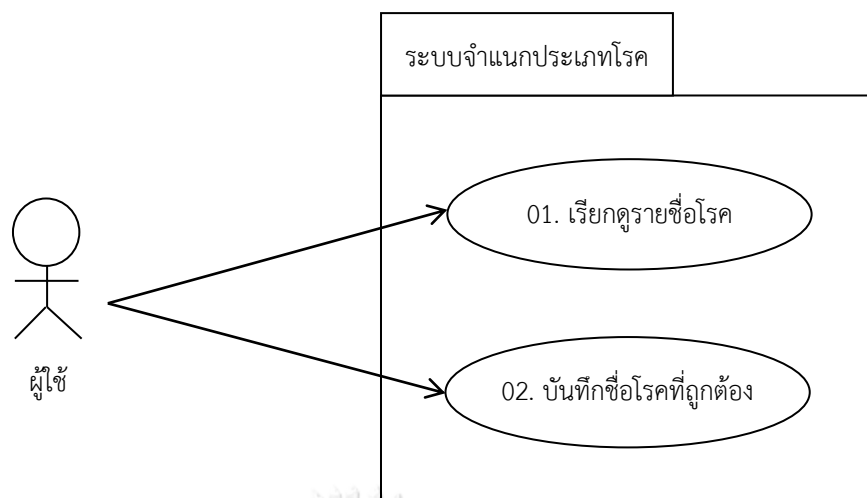 ระบบจำแนกประเภทโรค
01. เรียกดูรายชื่อโรค
02. บันทึกชื่อโรคที่ถูกต้อง
ผู้ใช้